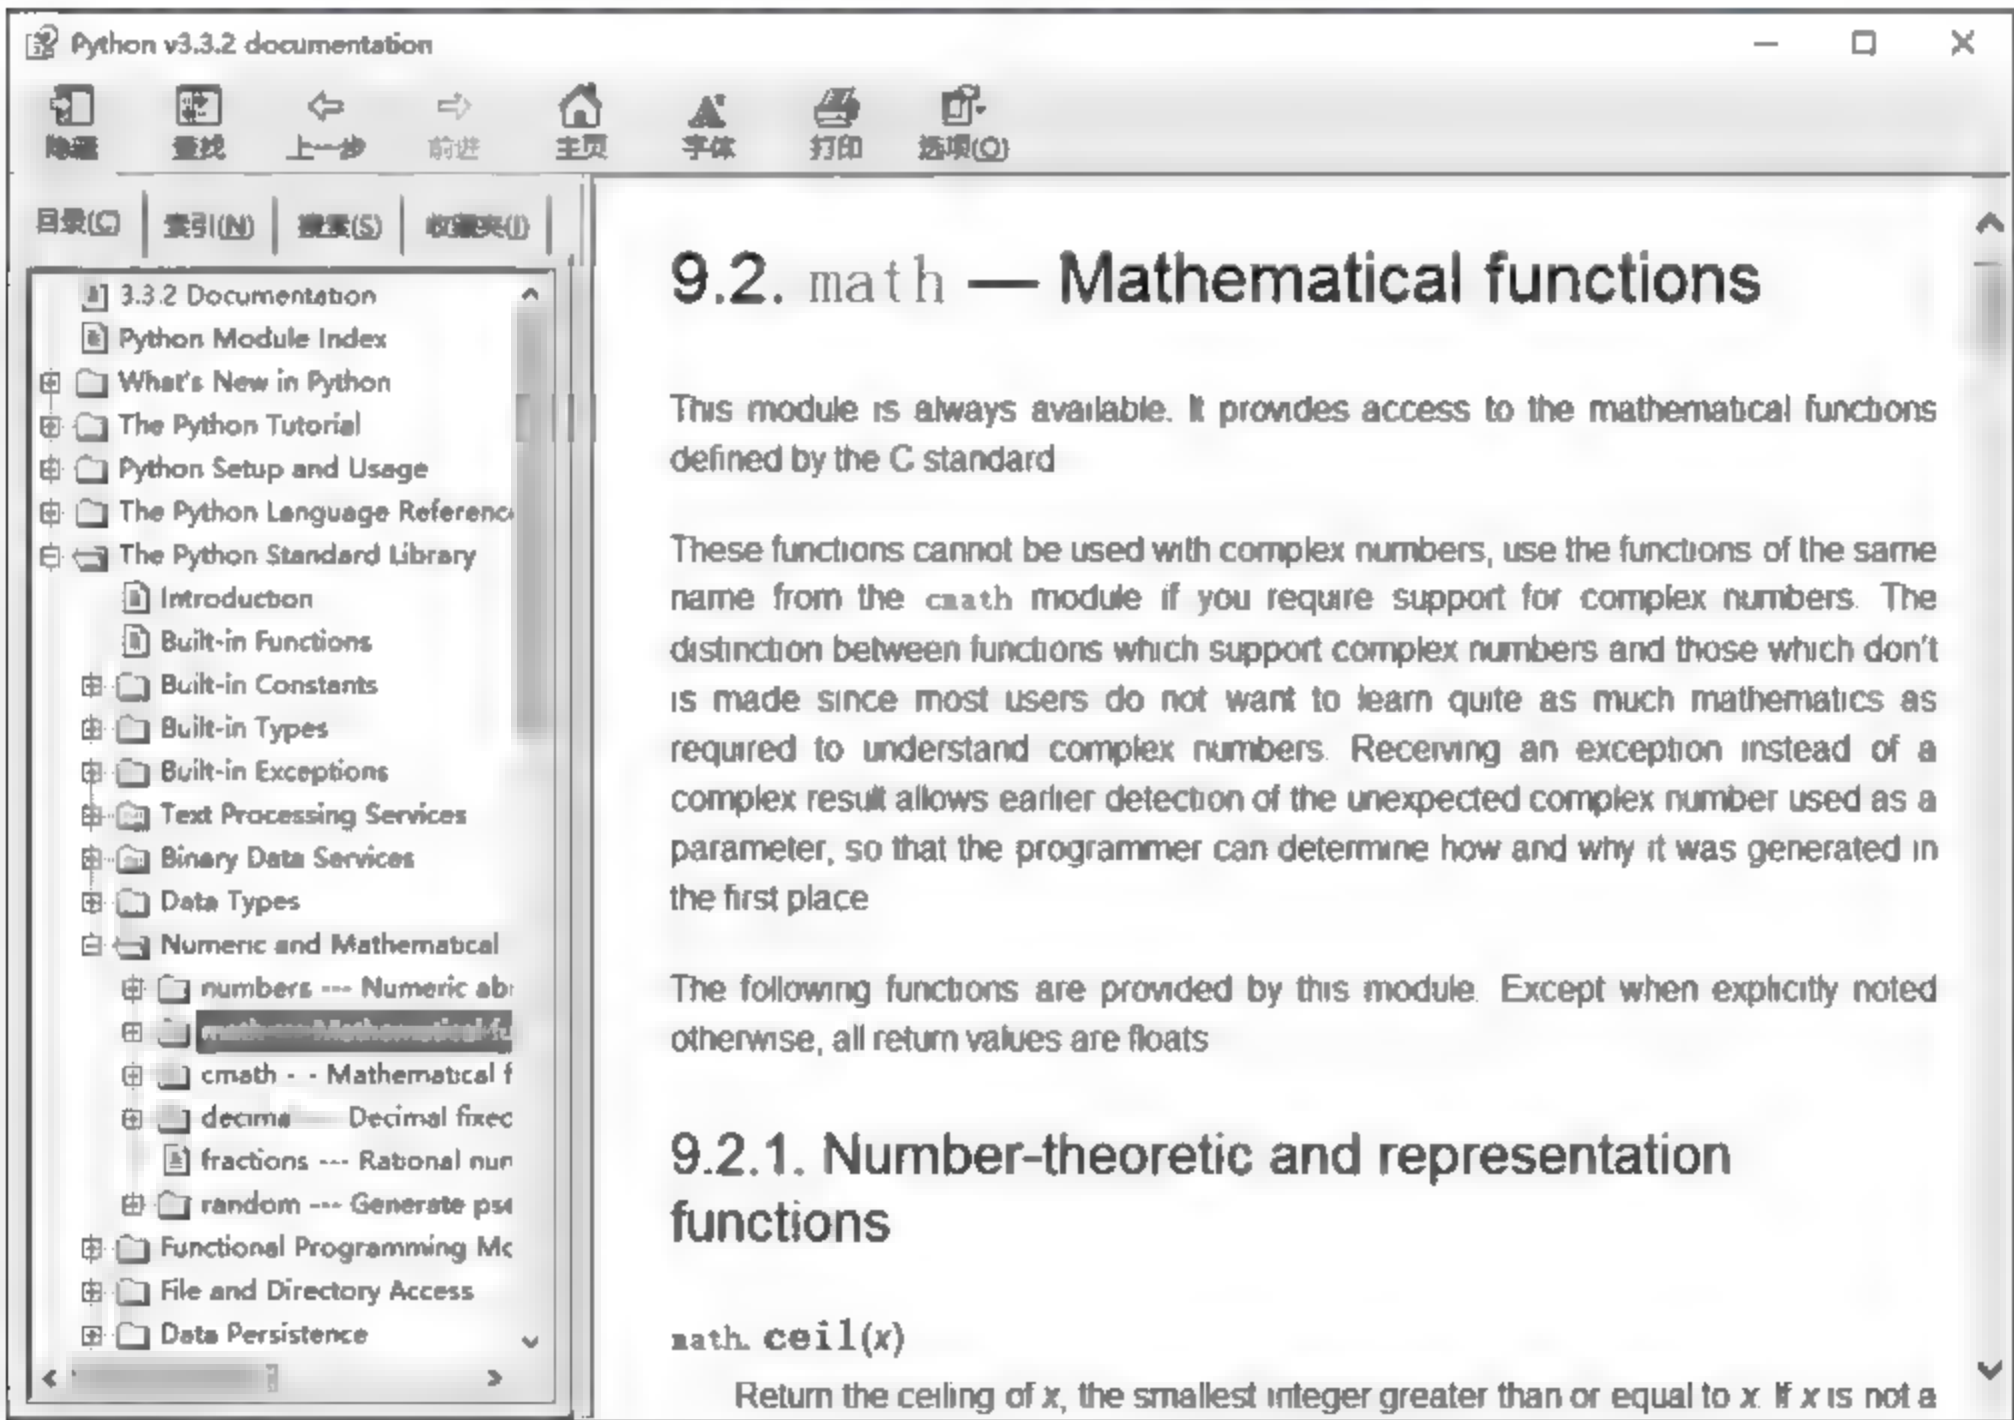 Python v3.3.2 documentation
隐藏 查找 上一步 前进 主页 字体 打印 选项(O)
目录(C) 索引(N) 搜索(S) 收藏夹(I)
3.3.2 Documentation
Python Module Index
What's New in Python
The Python Tutorial
Python Setup and Usage
The Python Language Referenc
The Python Standard Library
Introduction
Built-in Functions
Built-in Constants
Built-in Types
Built-in Exceptions
Text Processing Services
Binary Data Services
Data Types
Numeric and Mathematical
numbers --- Numeric ab
math --- Mathematical fu
cmath - - Mathematical f
decima --- Decimal fixed
fractions --- Rational nun
random --- Generate pse
Functional Programming Mo
File and Directory Access
Data Persistence
9.2. math — Mathematical functions
This module is always available. It provides access to the mathematical functions
defined by the C standard
These functions cannot be used with complex numbers, use the functions of the same
name from the cmath module if you require support for complex numbers. The
distinction between functions which support complex numbers and those which don't
is made since most users do not want to learn quite as much mathematics as
required to understand complex numbers. Receiving an exception instead of a
complex result allows earlier detection of the unexpected complex number used as a
parameter, so that the programmer can determine how and why it was generated in
the first place
The following functions are provided by this module. Except when explicitly noted
otherwise, all return values are floats
9.2.1. Number-theoretic and representation
functions
math. ceil(x)
Return the ceiling of x, the smallest integer greater than or equal to x. If x is not a